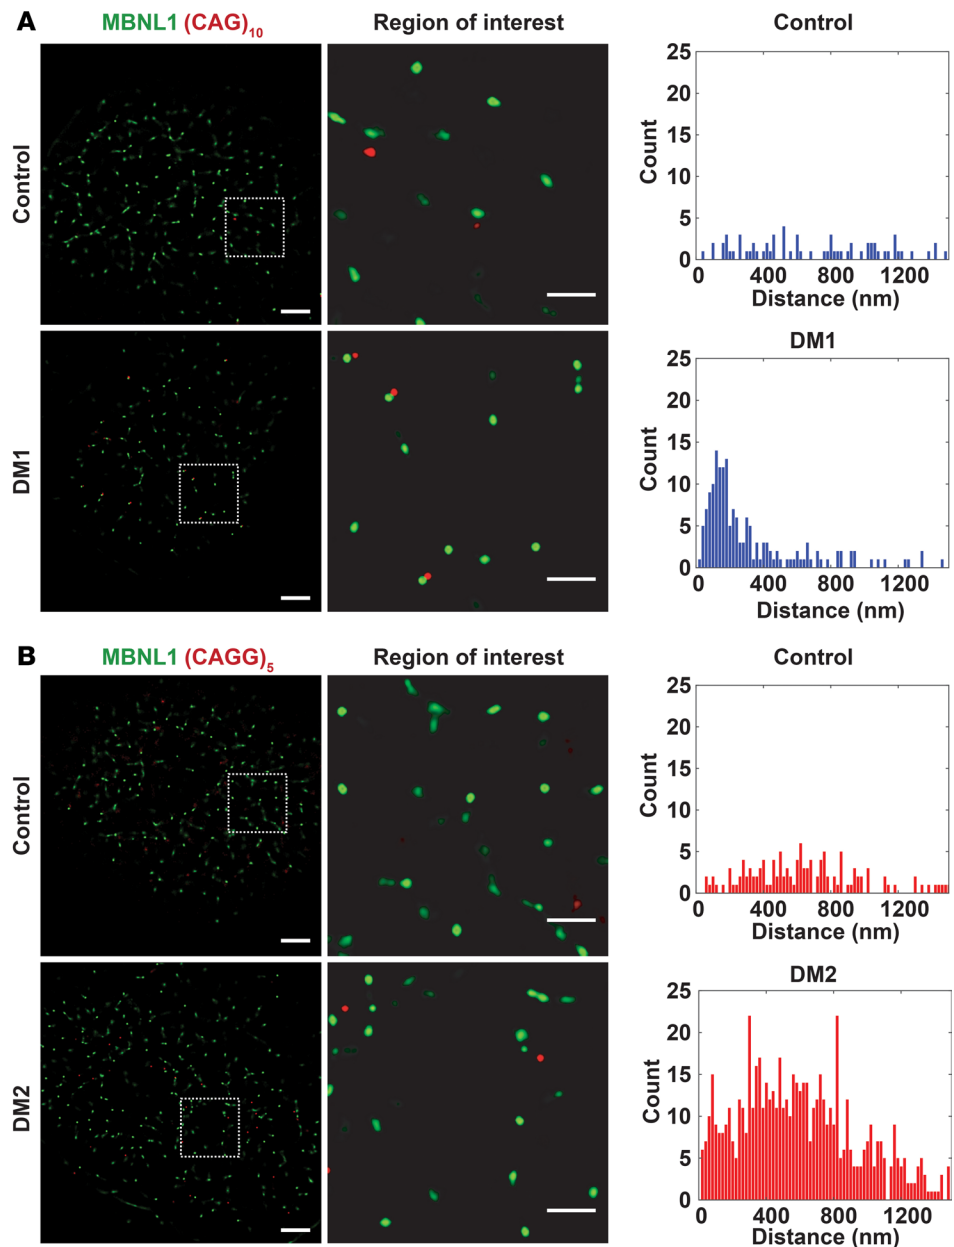 A
MBNL1 (CAG)10
Region of interest
Control
Control
25
20
15
10
5
0
Count
0 400 800 1200
Distance (nm)
DM1
DM1
25
20
15
10
5
0
Count
0 400 800 1200
Distance (nm)
B
MBNL1 (CAGG)5
Region of interest
Control
Control
25
20
15
10
5
0
Count
0 400 800 1200
Distance (nm)
DM2
DM2
25
20
15
10
5
0
Count
0 400 800 1200
Distance (nm)